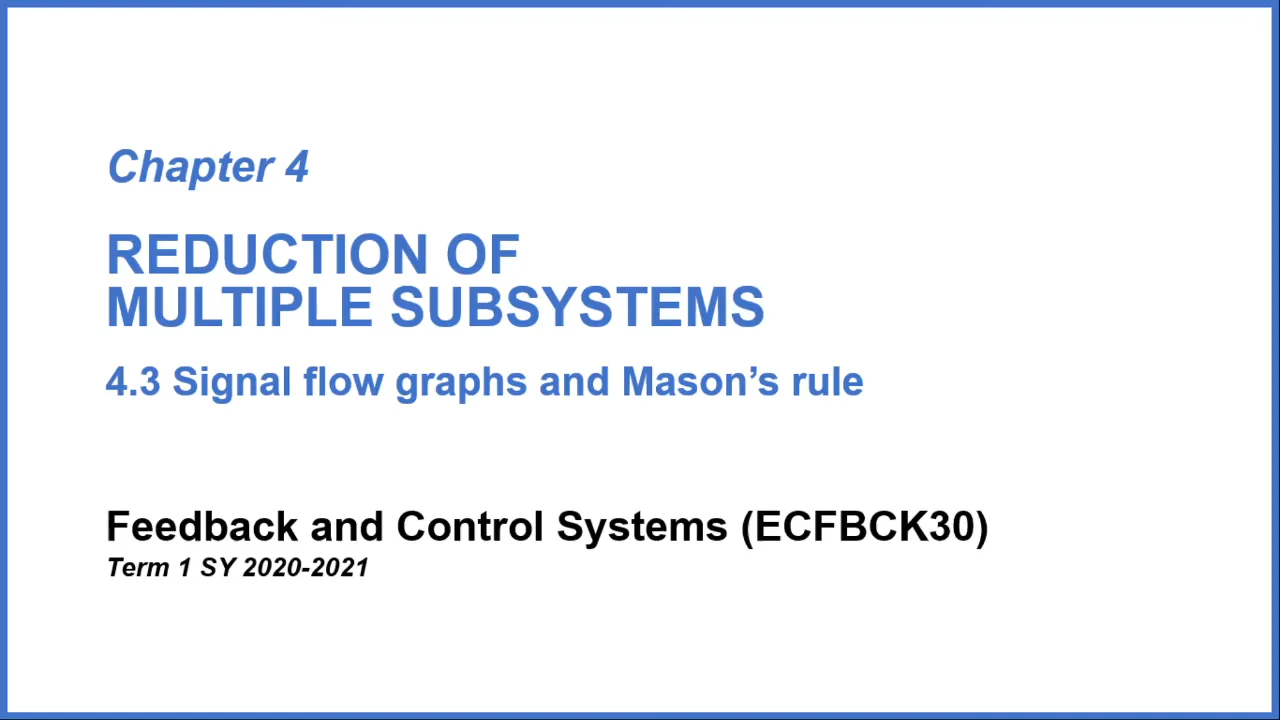 Chapter 4
REDUCTION OF
MULTIPLE SUBSYSTEMS
4.3 Signal flow graphs and Mason’s rule
Feedback and Control Systems (ECFBCK30)
Term 1 SY 2020-2021